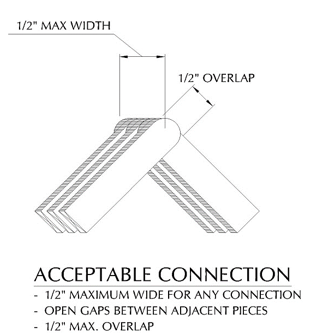 1/2" MAX WIDTH
1/2" OVERLAP
ACCEPTABLE CONNECTION
- 1/2" MAXIMUM WIDE FOR ANY CONNECTION
- OPEN GAPS BETWEEN ADJACENT PIECES
- 1/2" MAX. OVERLAP